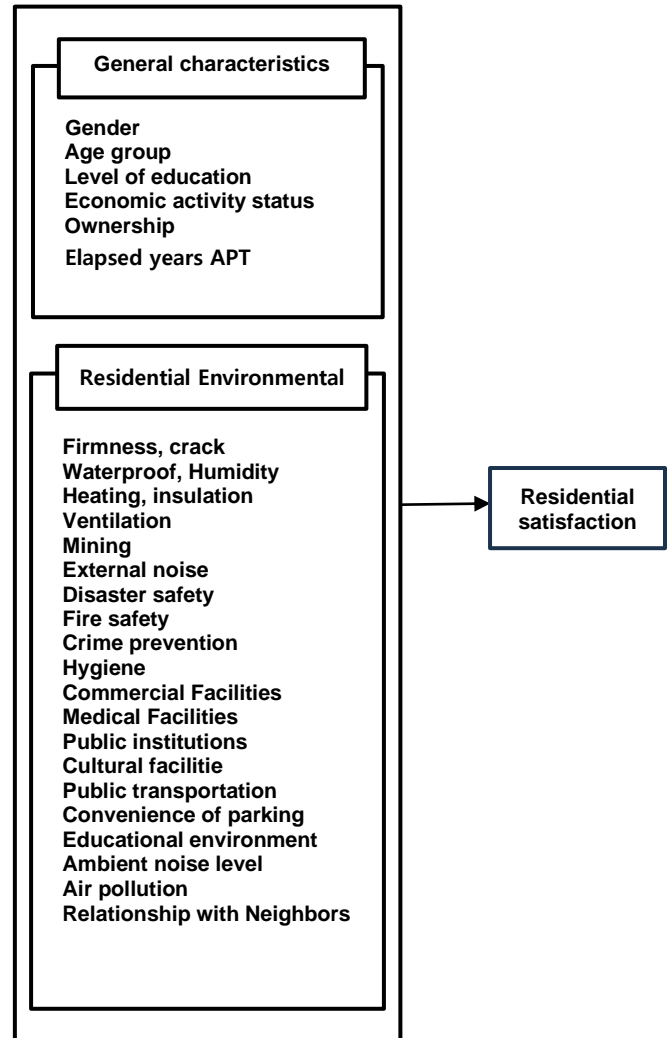 General characteristics
Gender
Age group
Level of education
Economic activity status
Ownership
Elapsed years APT
Residential Environmental
Firmness, crack
Waterproof, Humidity
Heating, insulation
Ventilation
Mining
External noise
Disaster safety
Fire safety
Crime prevention
Hygiene
Commercial Facilities
Medical Facilities
Public institutions
Cultural facilitie
Public transportation
Convenience of parking
Educational environment
Ambient noise level
Air pollution
Relationship with Neighbors
Residential
satisfaction